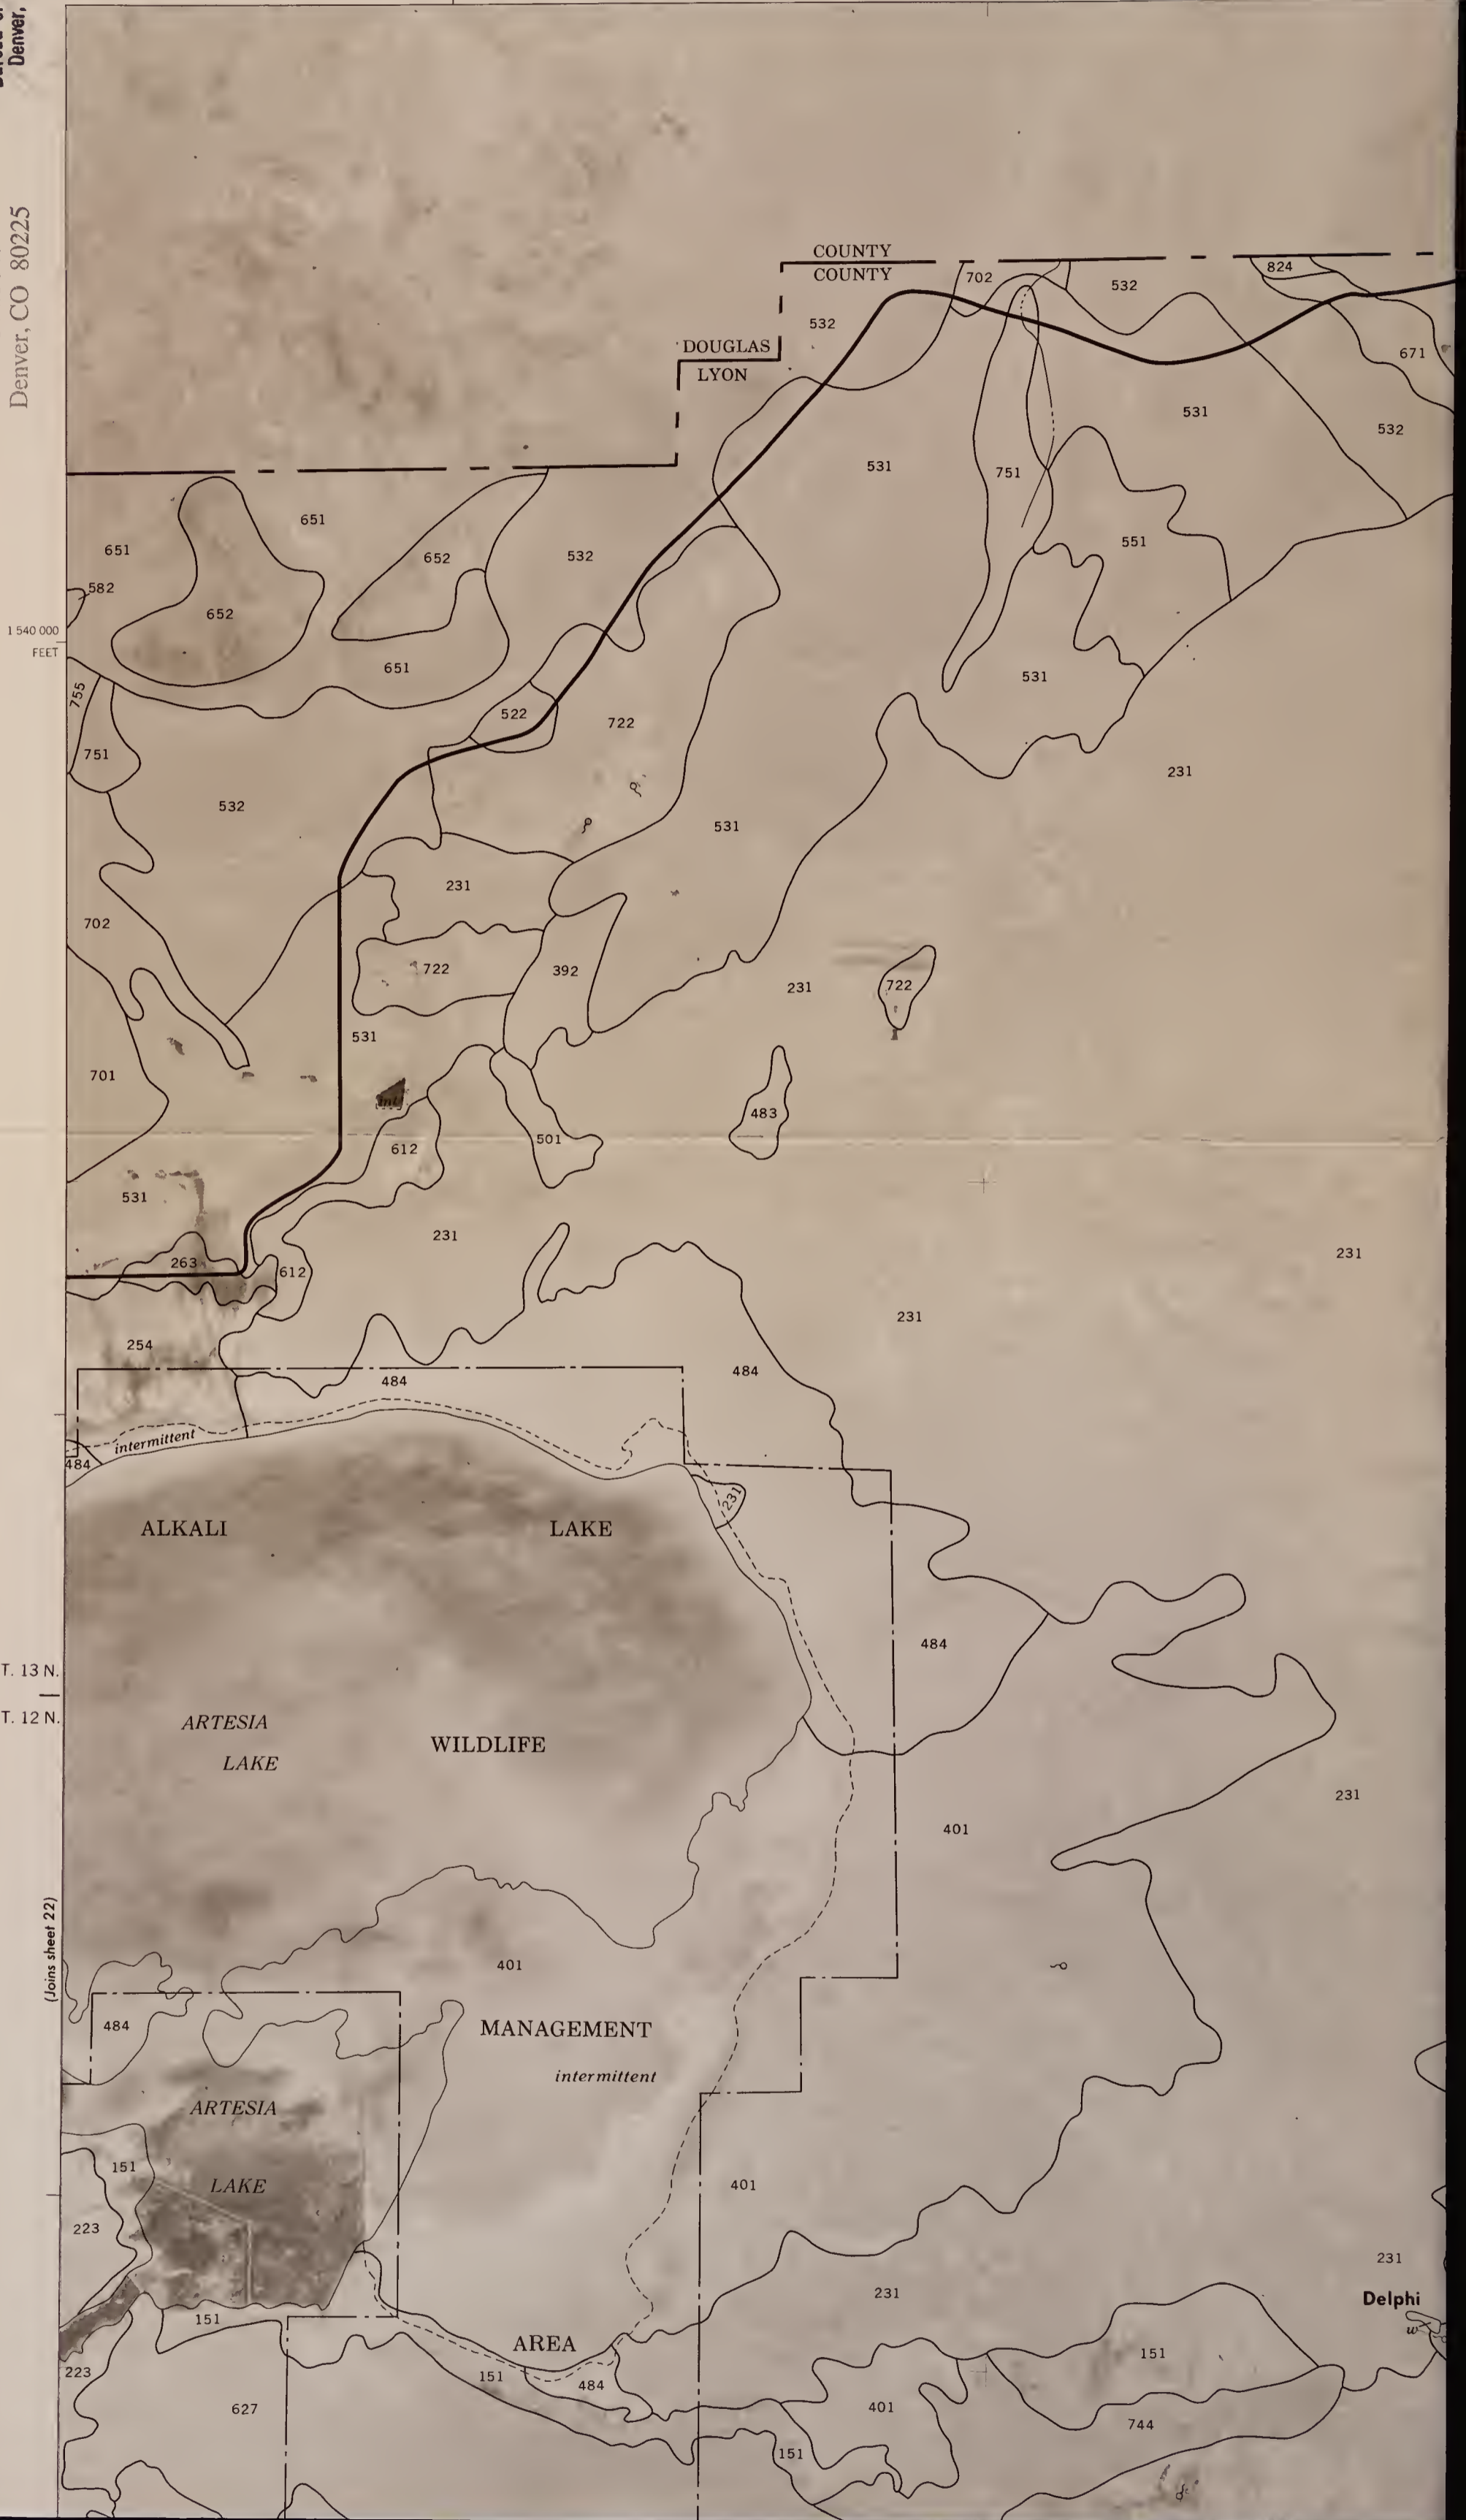 Denver,
Denver, CO 80225
COUNTY
COUNTY
702
824
532
532
DOUGLAS
LYON
671
531
532
531
751
651
651
652
532
551
582
652
1 540 000
FEET
651
531
755
522
722
751
231
532
531
231
702
722
392
231
722
531
701
483
501
612
531
231
231
263
612
231
254
484
484
intermittent
484
231
ALKALI
LAKE
484
T. 13 N.
T. 12 N.
ARTESIA
LAKE
WILDLIFE
231
401
(Joins sheet 22)
401
484
MANAGEMENT
intermittent
ARTESIA
151
LAKE
401
223
231
231
Delphi
151
w
AREA
151
223
151
484
627
401
744
151